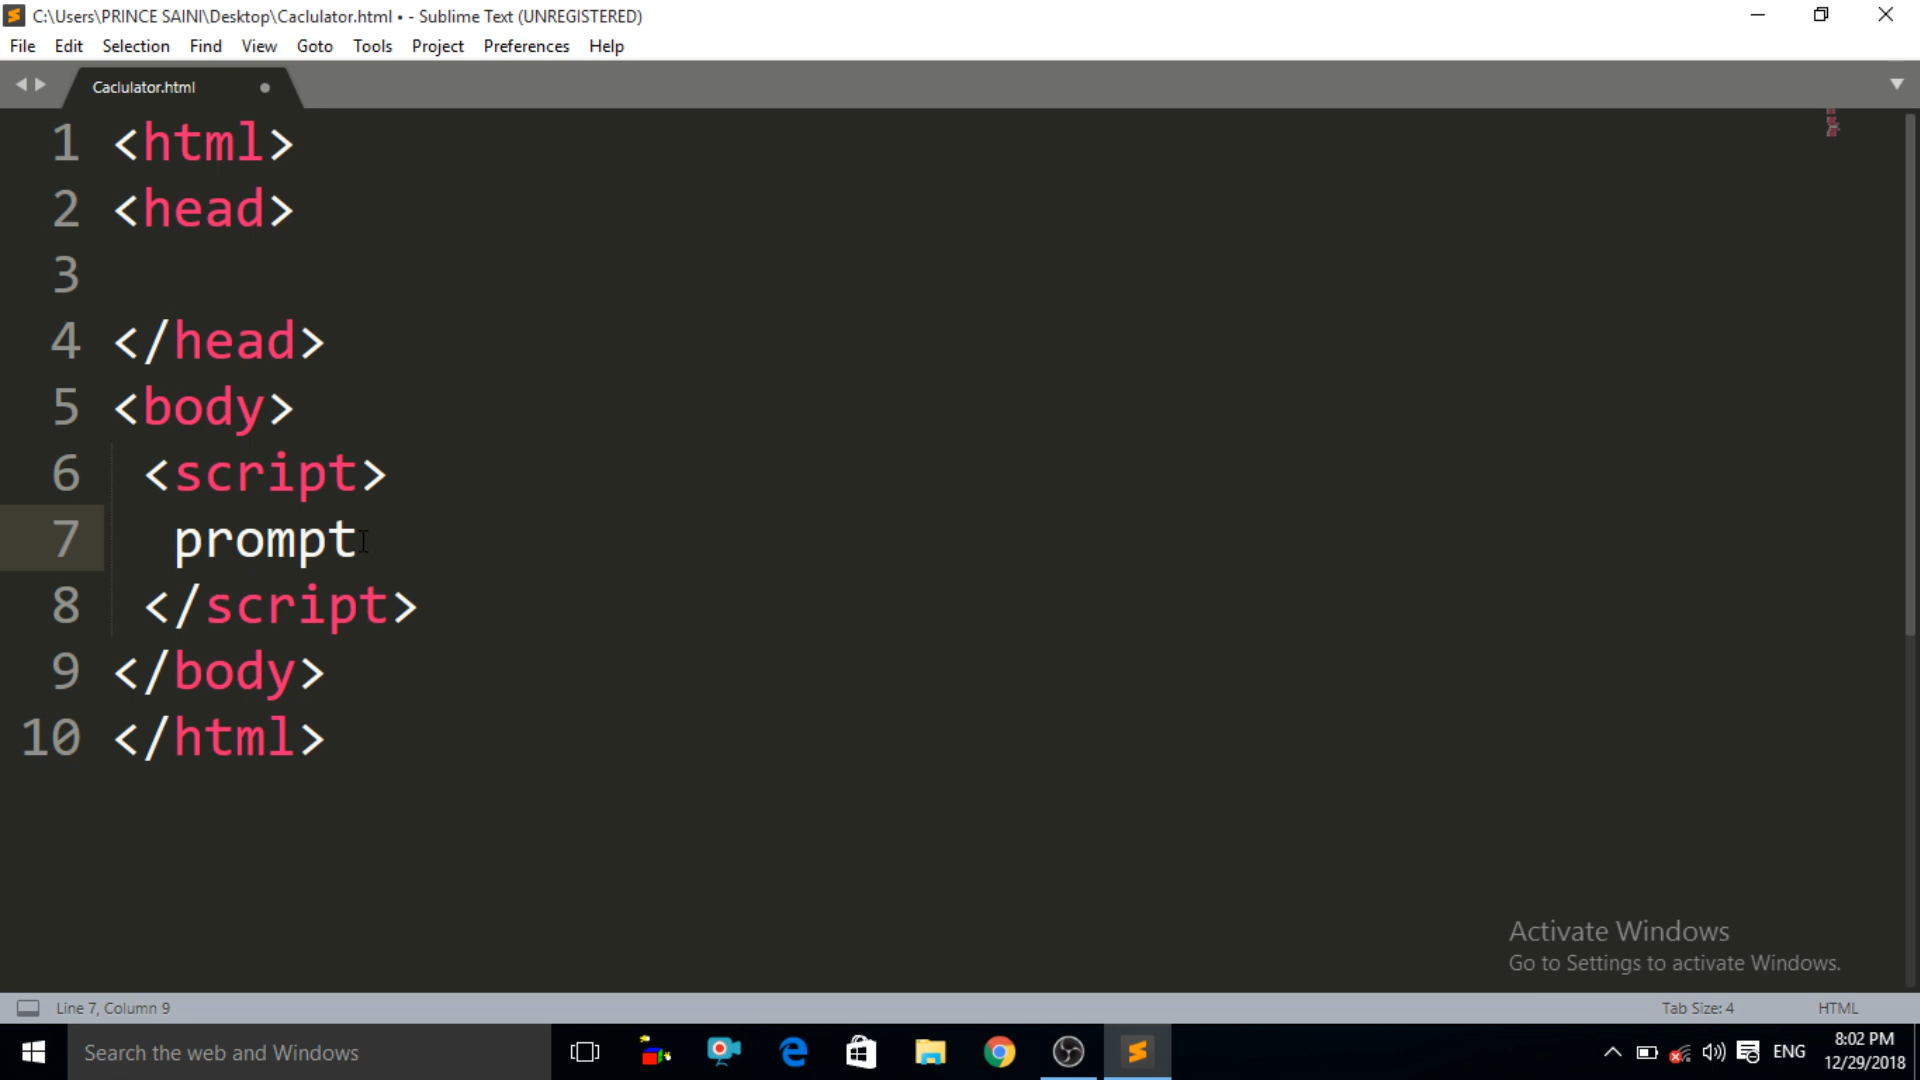 C:\Users\PRINCE SAINI\Desktop\Caclulator.html • - Sublime Text (UNREGISTERED)
File Edit Selection Find View Goto Tools Project Preferences Help
Caclulator.html
1 <html>
2 <head>
3
4 </head>
5 <body>
6 <script>
7 prompt
8 </script>
9 </body>
10 </html>
Activate Windows
Go to Settings to activate Windows.
Line 7, Column 9 Tab Size: 4 HTML
Search the web and Windows ENG 8:02 PM
12/29/2018